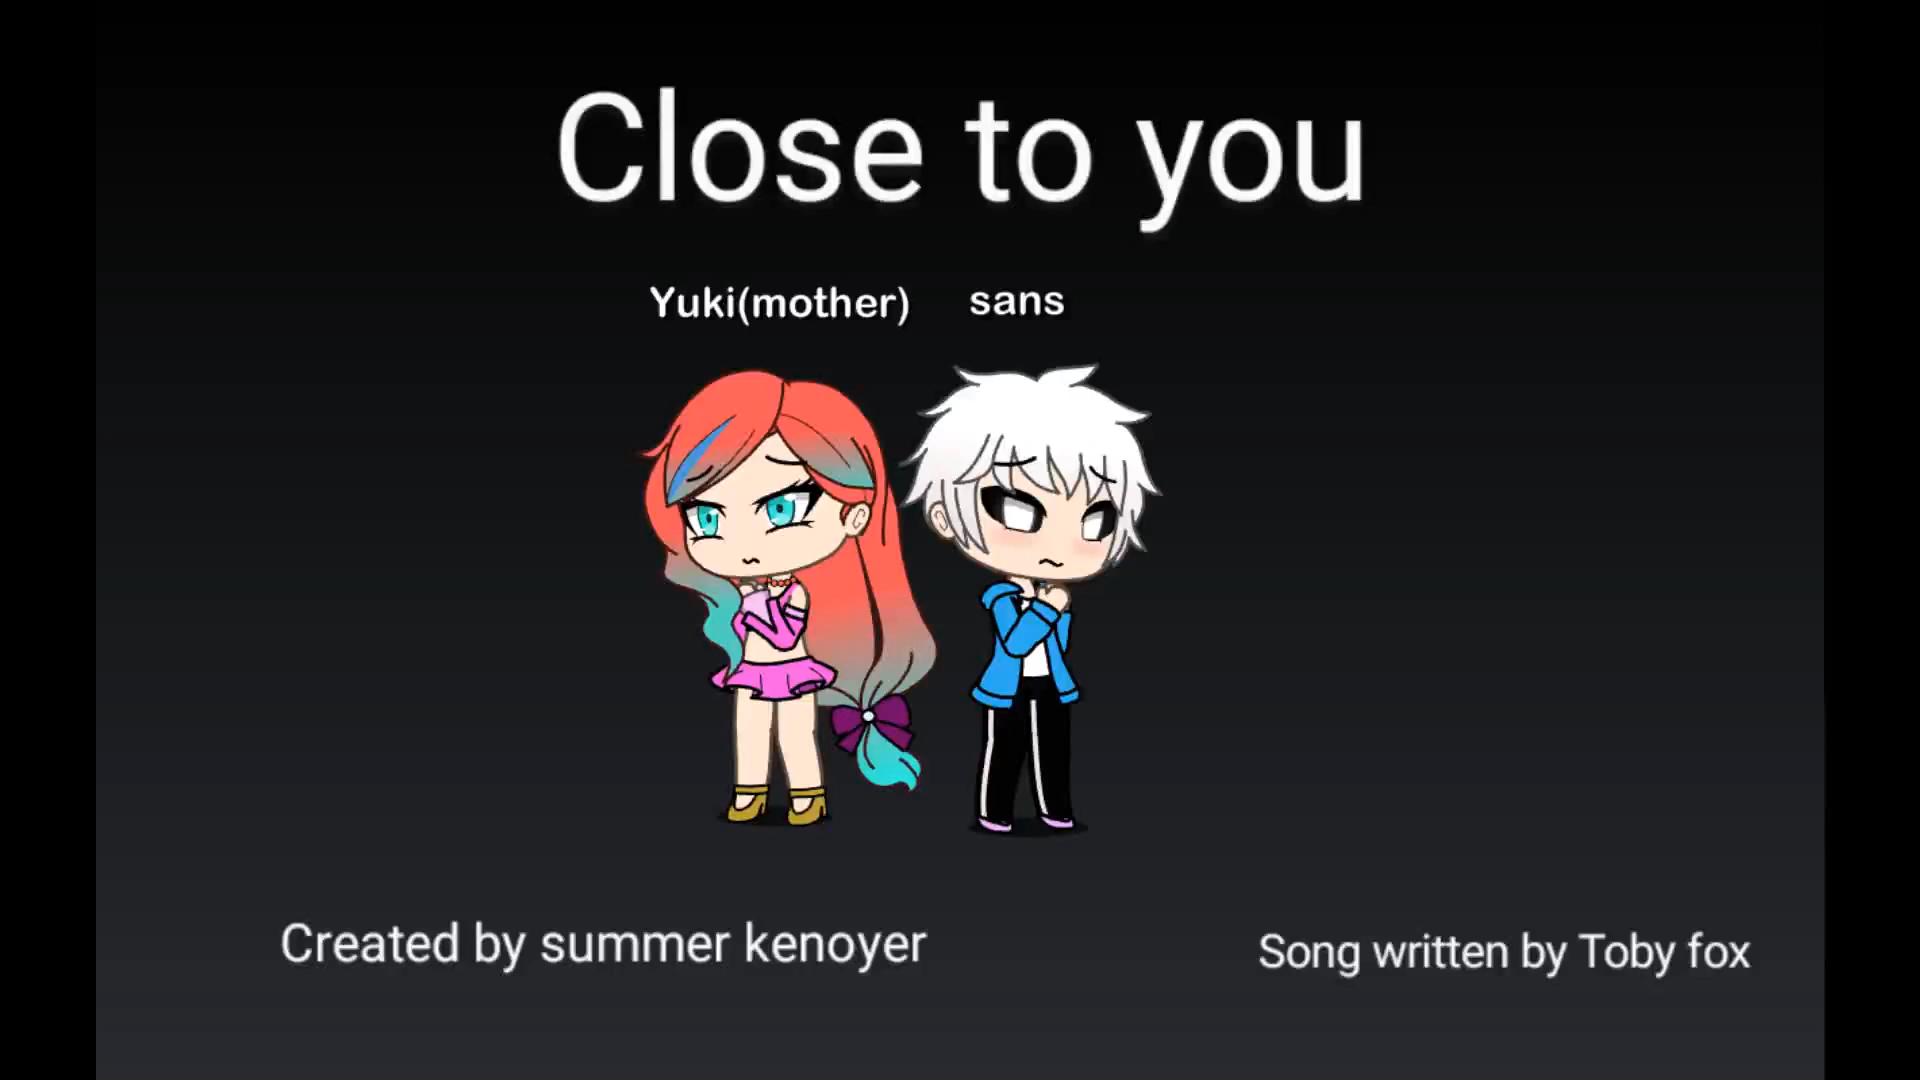 Close to you
Yuki(mother) sans
Created by summer kenoyer
Song written by Toby fox